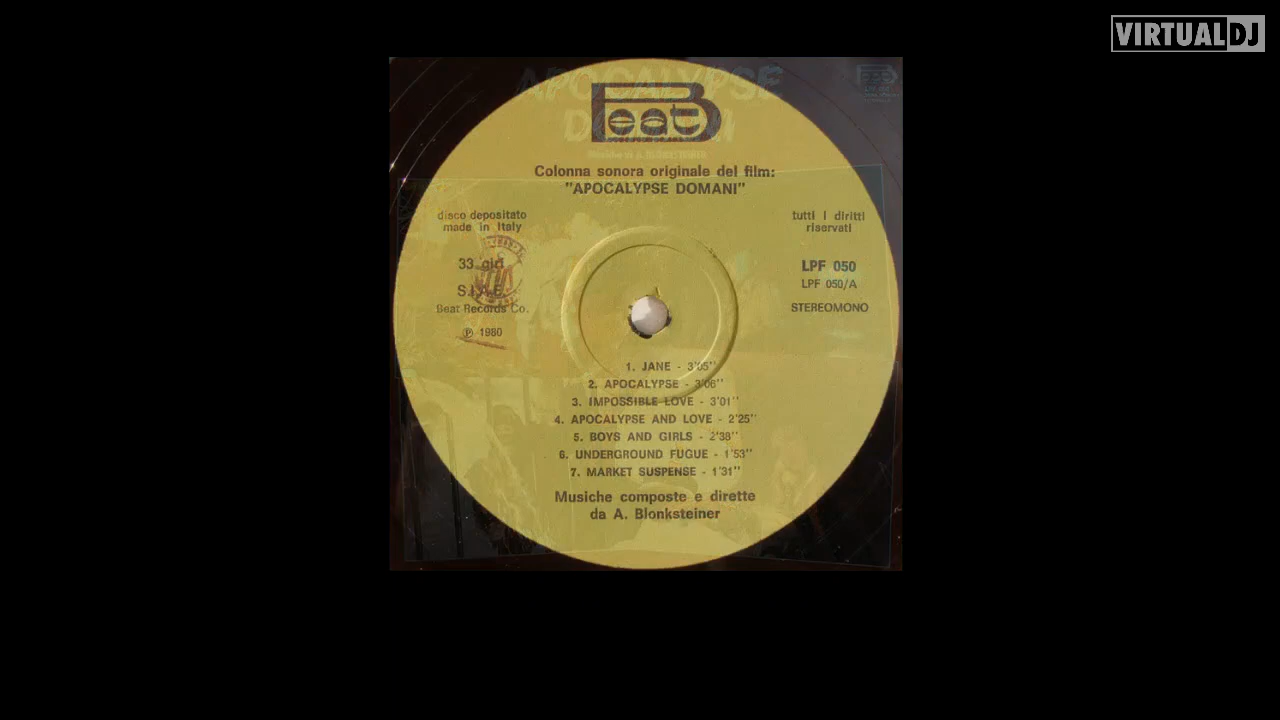 VIRTUALDJ
APOCALYPSE
Beat
Colonna sonora originale del film:
"APOCALYPSE DOMANI"
disco depositato
made in Italy
tutti i diritti
riservati
33 giri
S.I.A.E.
Beat Records Co.
℗ 1980
LPF 050
LPF 050/A
STEREOMONO
1. JANE - 3'05''
2. APOCALYPSE - 3'06''
3. IMPOSSIBLE LOVE - 3'01''
4. APOCALYPSE AND LOVE - 2'25''
5. BOYS AND GIRLS - 2'38''
6. UNDERGROUND FUGUE - 1'53''
7. MARKET SUSPENSE - 1'31''
Musiche composte e dirette
da A. Blonksteiner